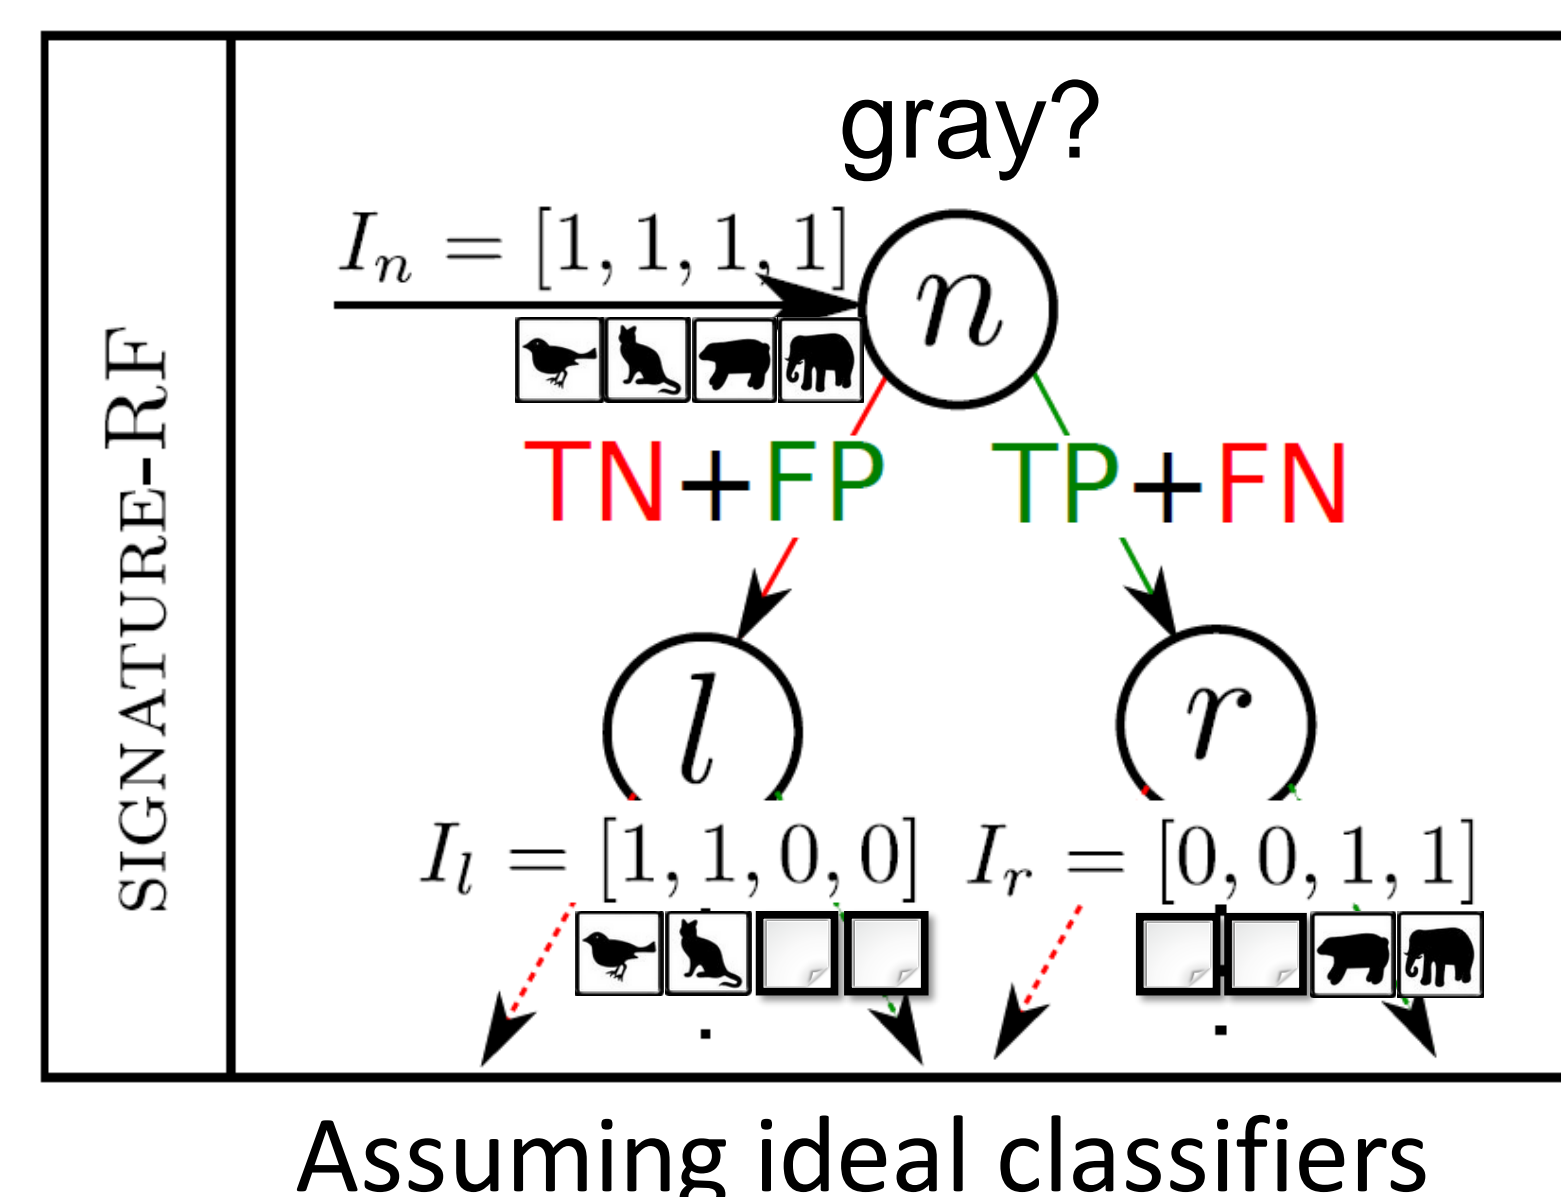 SIGNATURE-RF
gray?
I_n = [1, 1, 1, 1]
n
TN+FP TP+FN
l r
I_l = [1, 1, 0, 0] I_r = [0, 0, 1, 1]
Assuming ideal classifiers